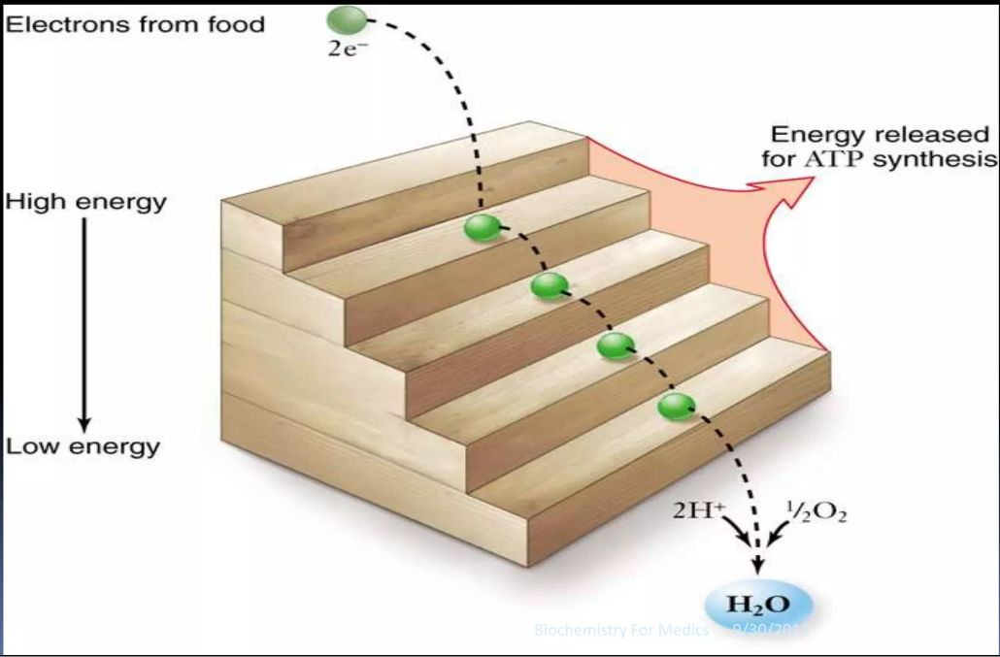 Electrons from food
2e⁻
Energy released
for ATP synthesis
High energy
Low energy
2H⁺
½O₂
H₂O
Biochemistry For Medics